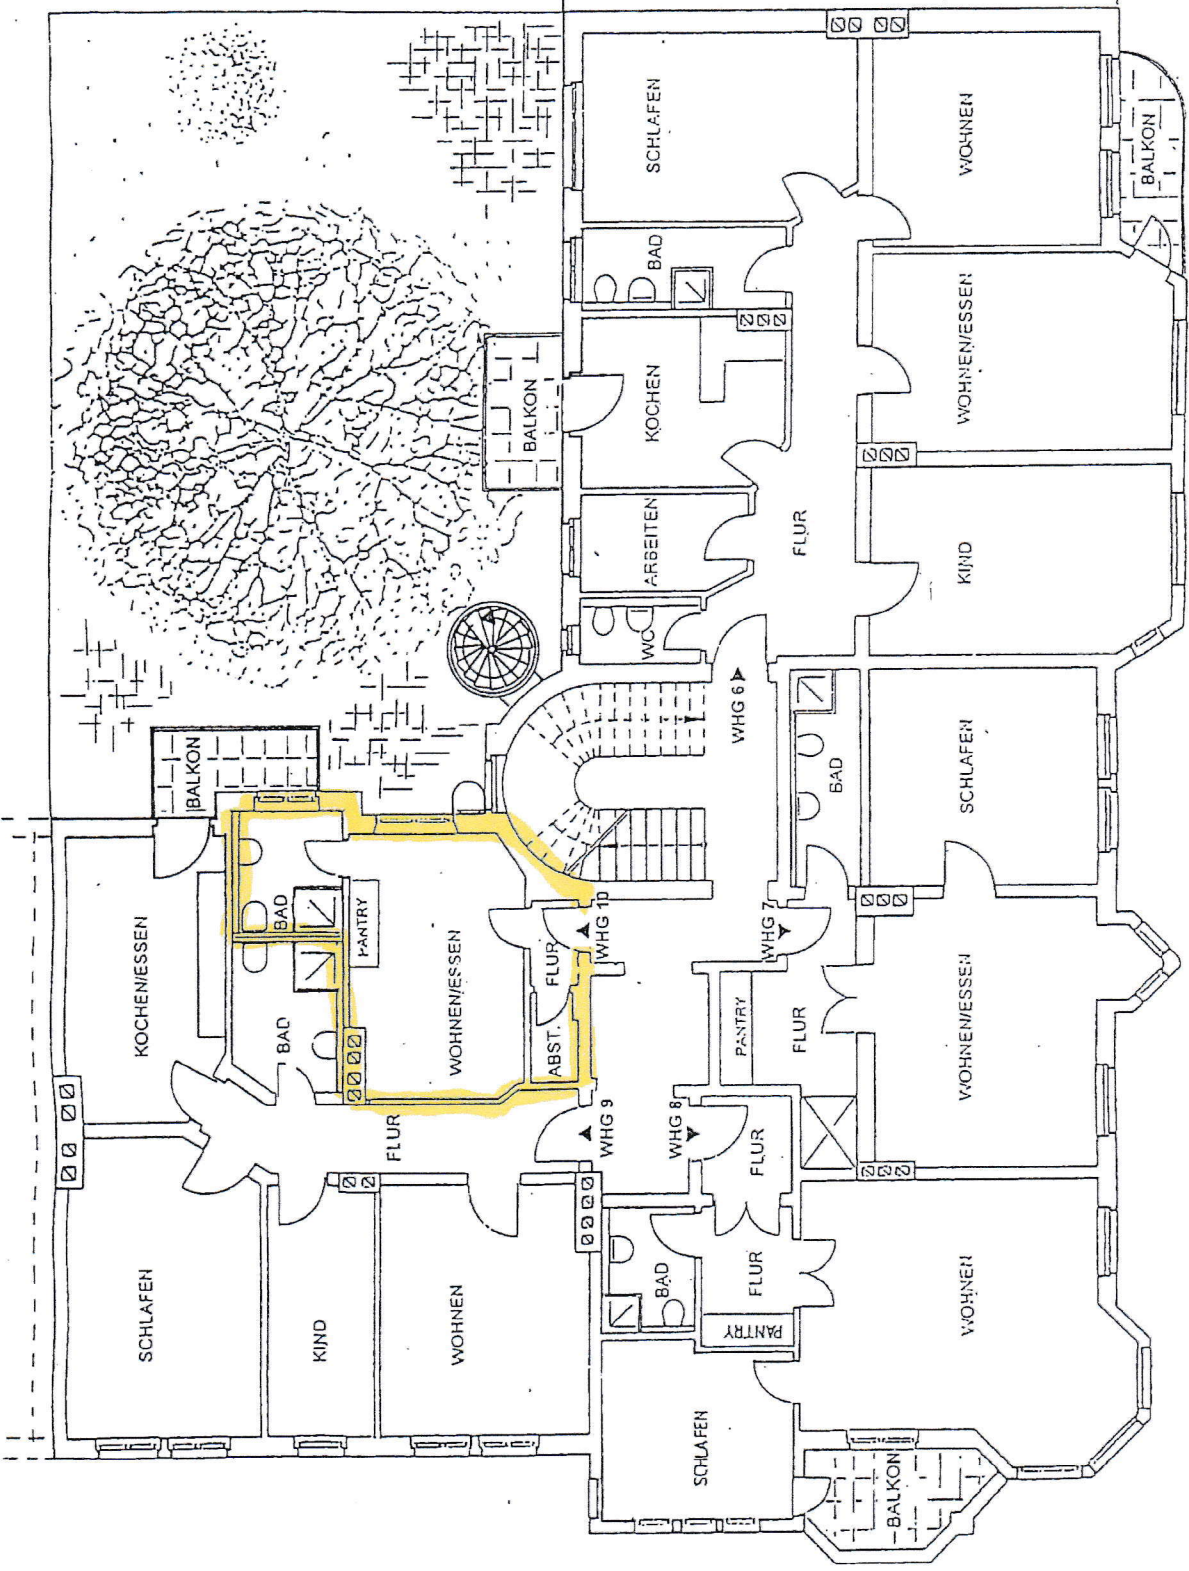 SCHLAFEN
WOHNEN
BALKON
BAD
WOHNEN/ESSEN
KOCHEN
BALKON
ARBEITEN
FLUR
KIND
WC
WHG 6
SCHLAFEN
BAD
BALKON
KOCHEN/ESSEN
BAD
PANTRY
WOHNEN/ESSEN
FLUR
WHG 10
WHG 7
ABST.
BAD
PANTRY
FLUR
WOHNEN/ESSEN
FLUR
WHG 9
WHG 8
FLUR
SCHLAFEN
KIND
WOHNEN
BAD
FLUR
PANTRY
WOHNEN
SCHLAFEN
BALKON